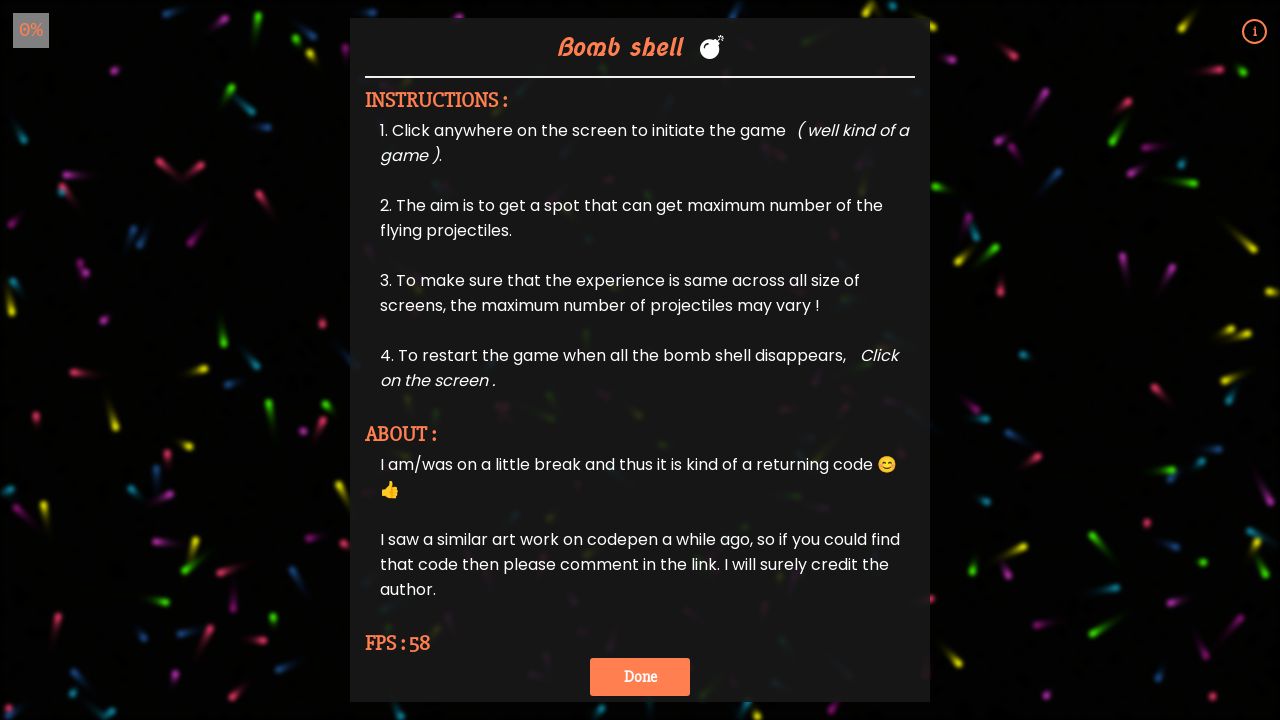 0%
i
Bomb shell 💣
INSTRUCTIONS :
1. Click anywhere on the screen to initiate the game ( well kind of a
game ).
2. The aim is to get a spot that can get maximum number of the
flying projectiles.
3. To make sure that the experience is same across all size of
screens, the maximum number of projectiles may vary !
4. To restart the game when all the bomb shell disappears, Click
on the screen .
ABOUT :
I am/was on a little break and thus it is kind of a returning code 😊
👍
I saw a similar art work on codepen a while ago, so if you could find
that code then please comment in the link. I will surely credit the
author.
FPS : 58
Done